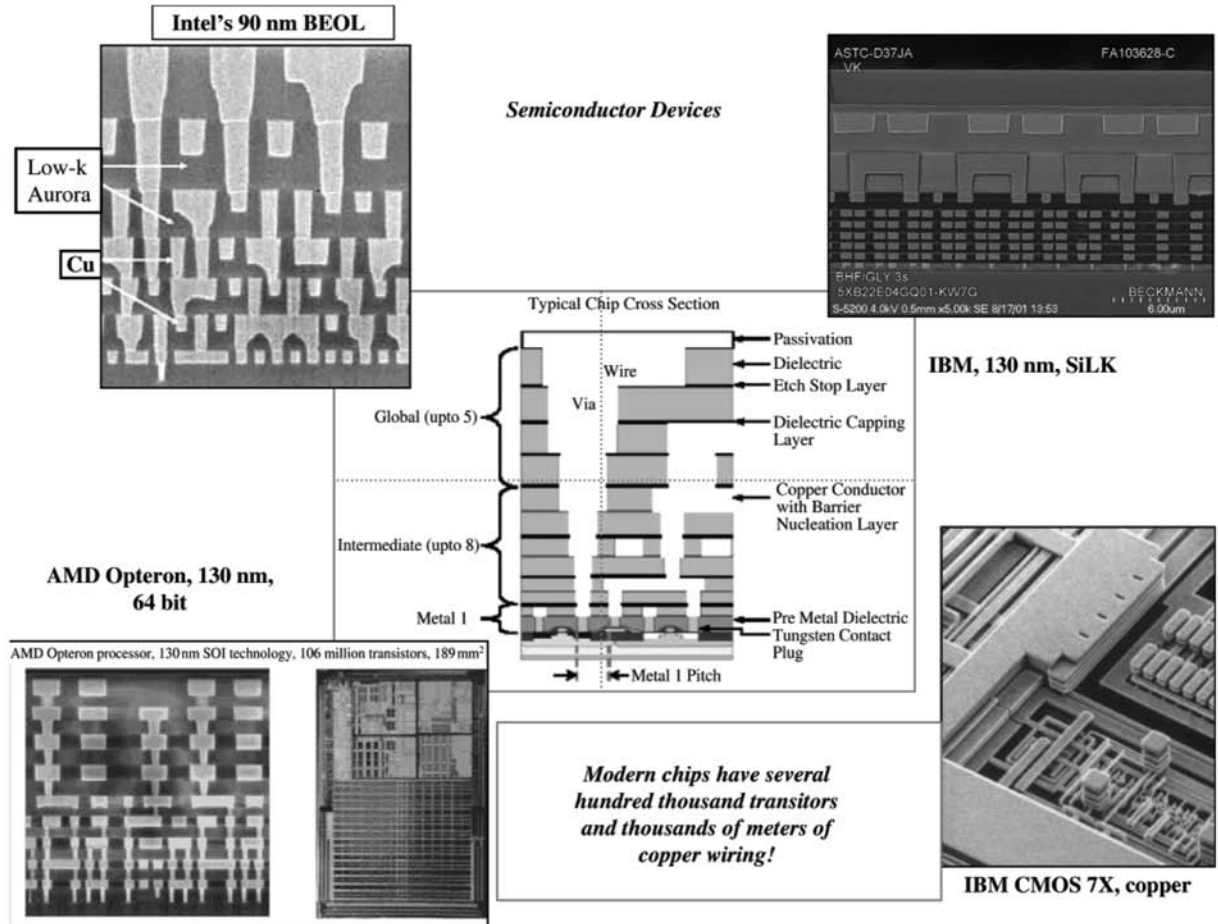 Intel's 90 nm BEOL
Low-k
Aurora
Cu
Semiconductor Devices
ASTC-D37JA
VK
FA103628-C
BHF/GLY 3s
5XB22E04GQ01-KW7G
BECKMANN
S-5200 4.0kV 0.5mm x5.00k SE 8/17/01 13:53
6.00um
IBM, 130 nm, SiLK
Typical Chip Cross Section
Passivation
Dielectric
Wire
Etch Stop Layer
Via
Global (upto 5)
Dielectric Capping
Layer
Copper Conductor
with Barrier
Nucleation Layer
Intermediate (upto 8)
Metal 1
Pre Metal Dielectric
Tungsten Contact
Plug
Metal 1 Pitch
AMD Opteron, 130 nm,
64 bit
AMD Opteron processor, 130 nm SOI technology, 106 million transistors, 189 mm²
Modern chips have several
hundred thousand transitors
and thousands of meters of
copper wiring!
IBM CMOS 7X, copper